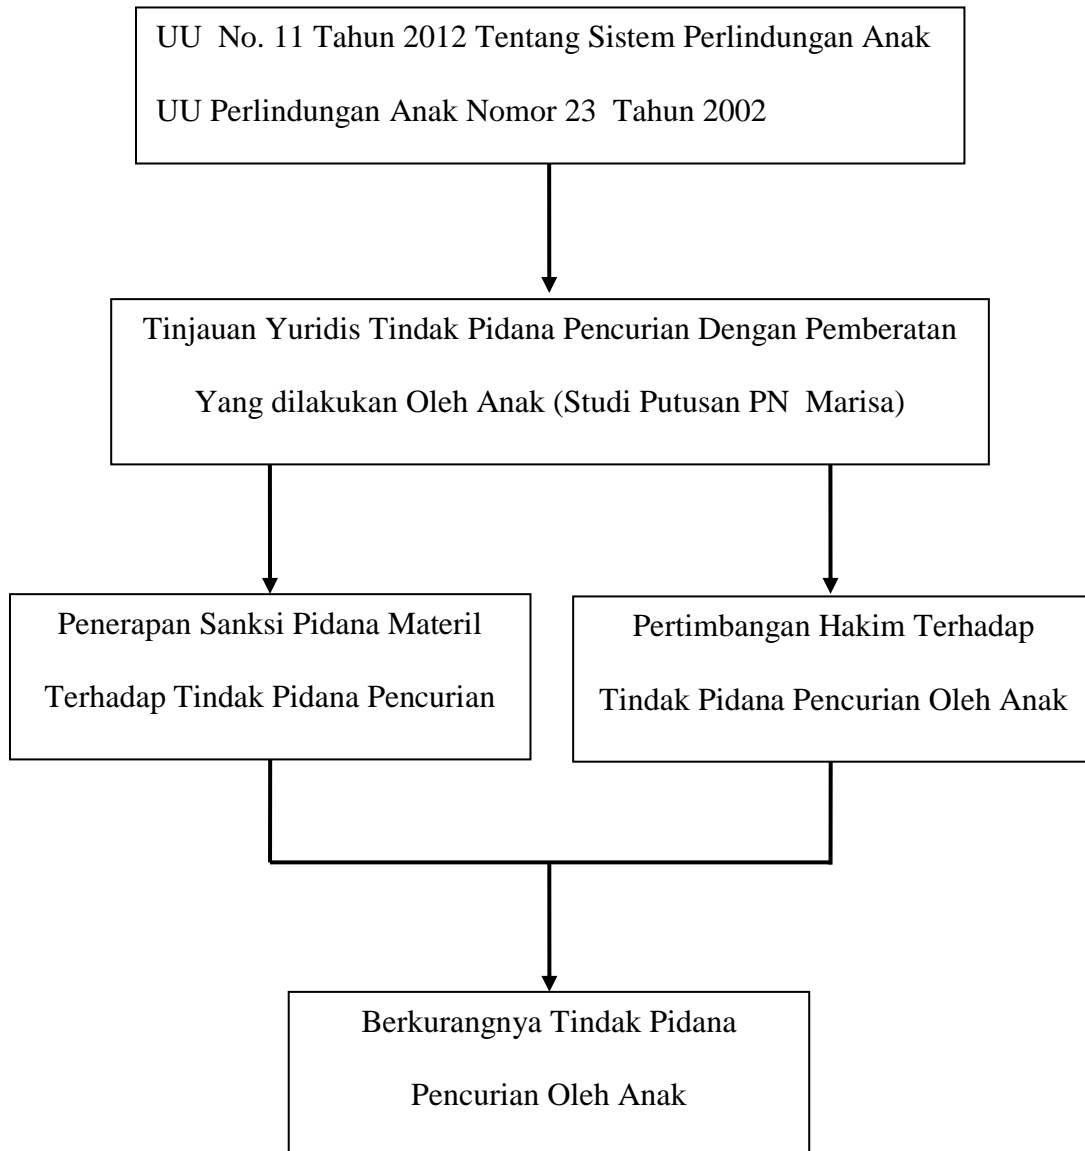 UU No. 11 Tahun 2012 Tentang Sistem Perlindungan Anak
UU Perlindungan Anak Nomor 23 Tahun 2002
Tinjauan Yuridis Tindak Pidana Pencurian Dengan Pemberatan
Yang dilakukan Oleh Anak (Studi Putusan PN Marisa)
Penerapan Sanksi Pidana Materil
Terhadap Tindak Pidana Pencurian
Pertimbangan Hakim Terhadap
Tindak Pidana Pencurian Oleh Anak
Berkurangnya Tindak Pidana
Pencurian Oleh Anak